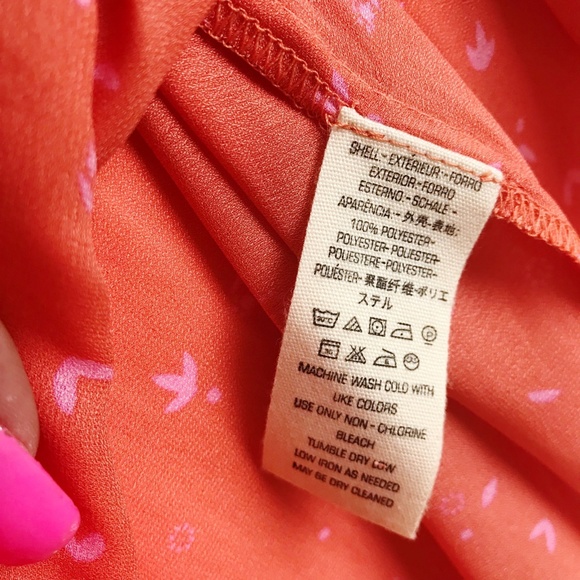 SHELL - EXTÉRIEUR - FORRO
EXTERIOR - FORRO
ESTERNO - SCHALE -
APARÊNCIA - 外壳 - 表地:
100% POLYESTER-
POLYESTER- POLIÉSTER-
POLIESTERE-POLYESTER-
POLIÉSTER- 聚酯纤维-ポリエ
ステル
MACHINE WASH COLD WITH
LIKE COLORS
USE ONLY NON - CHLORINE
BLEACH
TUMBLE DRY LOW
LOW IRON AS NEEDED
MAY BE DRY CLEANED